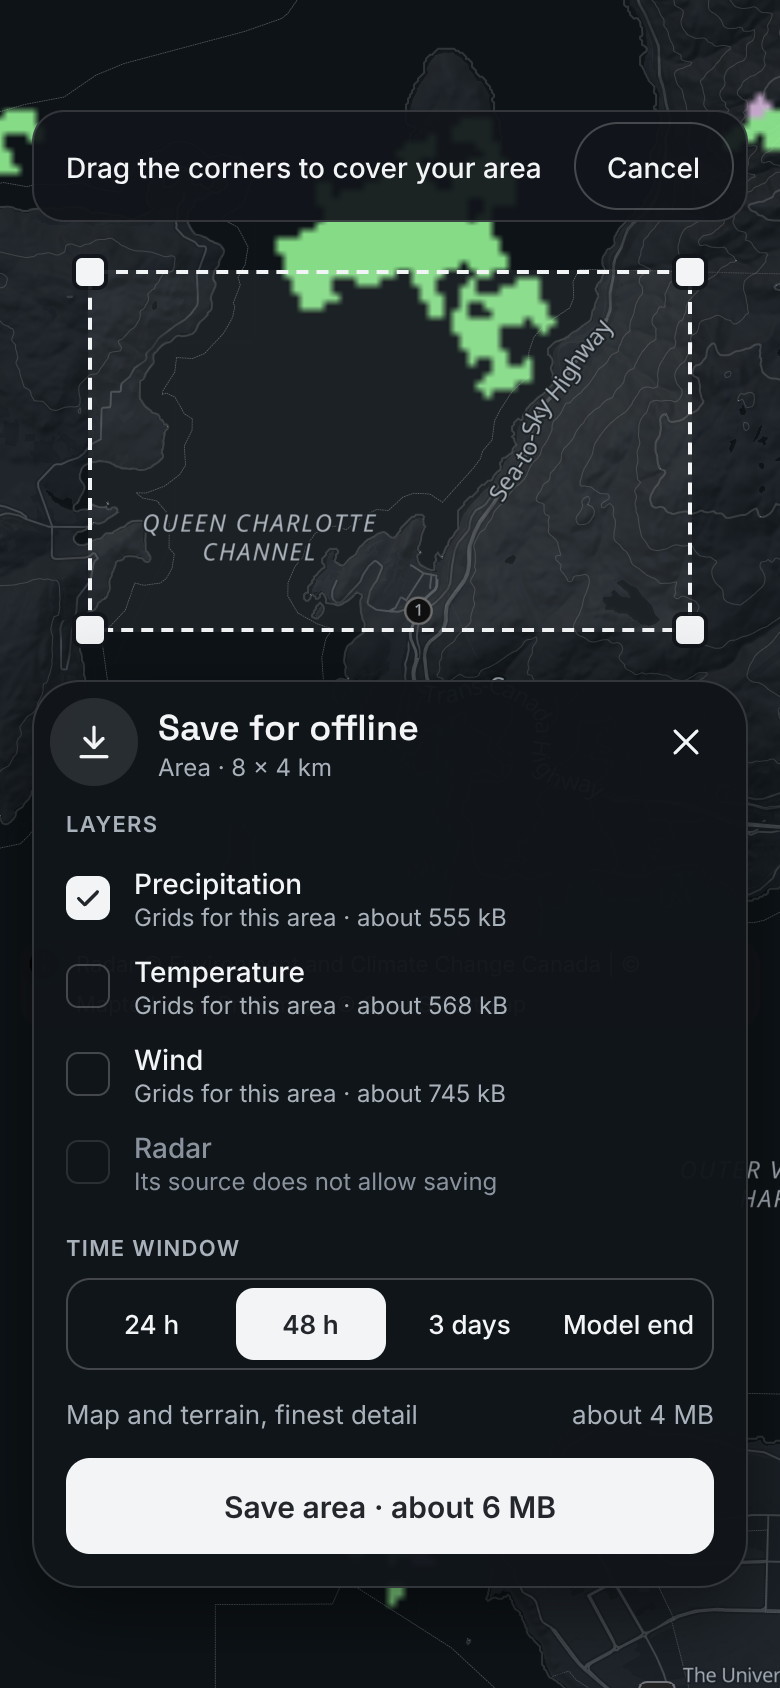 Drag the corners to cover your area
Cancel
Sea-to-Sky Highway
QUEEN CHARLOTTE
CHANNEL
1
Save for offline
Area · 8 × 4 km
LAYERS
Precipitation
Grids for this area · about 555 kB
Temperature
Grids for this area · about 568 kB
Wind
Grids for this area · about 745 kB
Radar
Its source does not allow saving
TIME WINDOW
24 h
48 h
3 days
Model end
Map and terrain, finest detail
about 4 MB
Save area · about 6 MB
The Univer